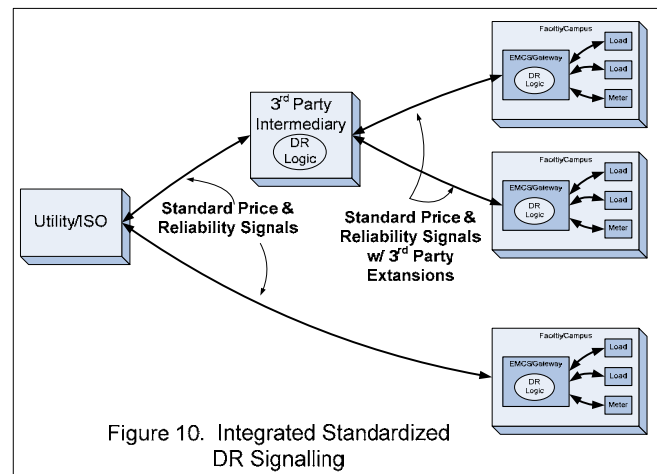 Facility/Campus
EMCS/Gateway
DR
Logic
Load
Load
Meter
3rd Party
Intermediary
DR
Logic
Facility/Campus
EMCS/Gateway
DR
Logic
Load
Load
Meter
Utility/ISO
Standard Price &
Reliability Signals
Standard Price &
Reliability Signals
w/ 3rd Party
Extansions
Facility/Campus
EMCS/Gateway
DR
Logic
Load
Load
Meter
Figure 10. Integrated Standardized
DR Signalling